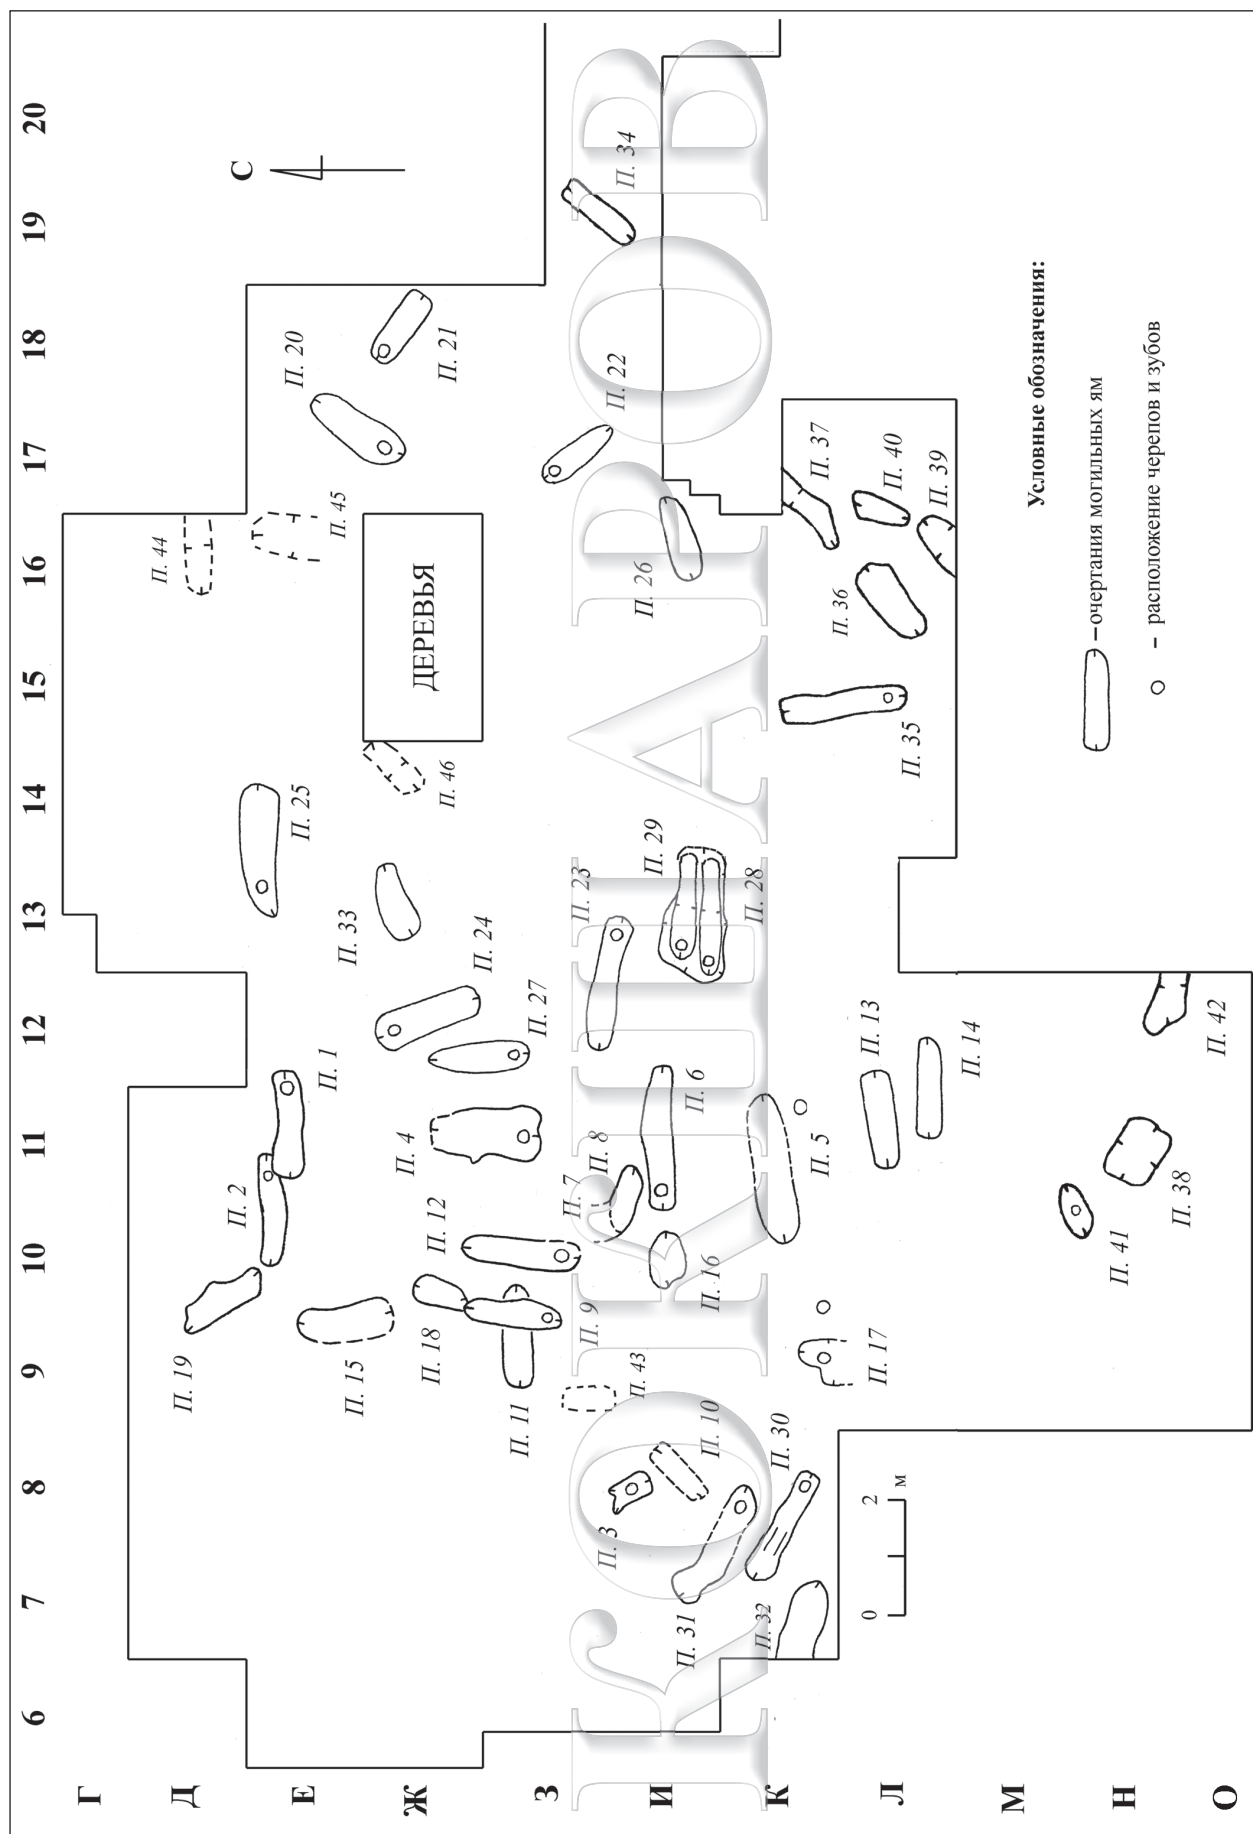 6 7 8 9 10 11 12 13 14 15 16 17 18 19 20
Г
Д
Е
Ж
З
И
К
Л
М
Н
О
С
П. 44
П. 19
П. 2
П. 1
П. 25
П. 45
П. 20
П. 15
П. 33
ДЕРЕВЬЯ
П. 18
П. 12
П. 4
П. 24
П. 46
П. 21
П. 11
П. 27
П. 9
П. 7
П. 8
П. 23
П. 22
П. 34
П. 3
П. 43
П. 26
П. 29
П. 31
П. 10
П. 16
П. 6
П. 28
КОКШАРОВ
П. 32
П. 30
П. 5
П. 37
П. 36
П. 17
П. 13
П. 40
П. 35
П. 39
П. 14
0 2
м
П. 41
П. 38
П. 42
Условные обозначения:
– очертания могильных ям
– расположение черепов и зубов